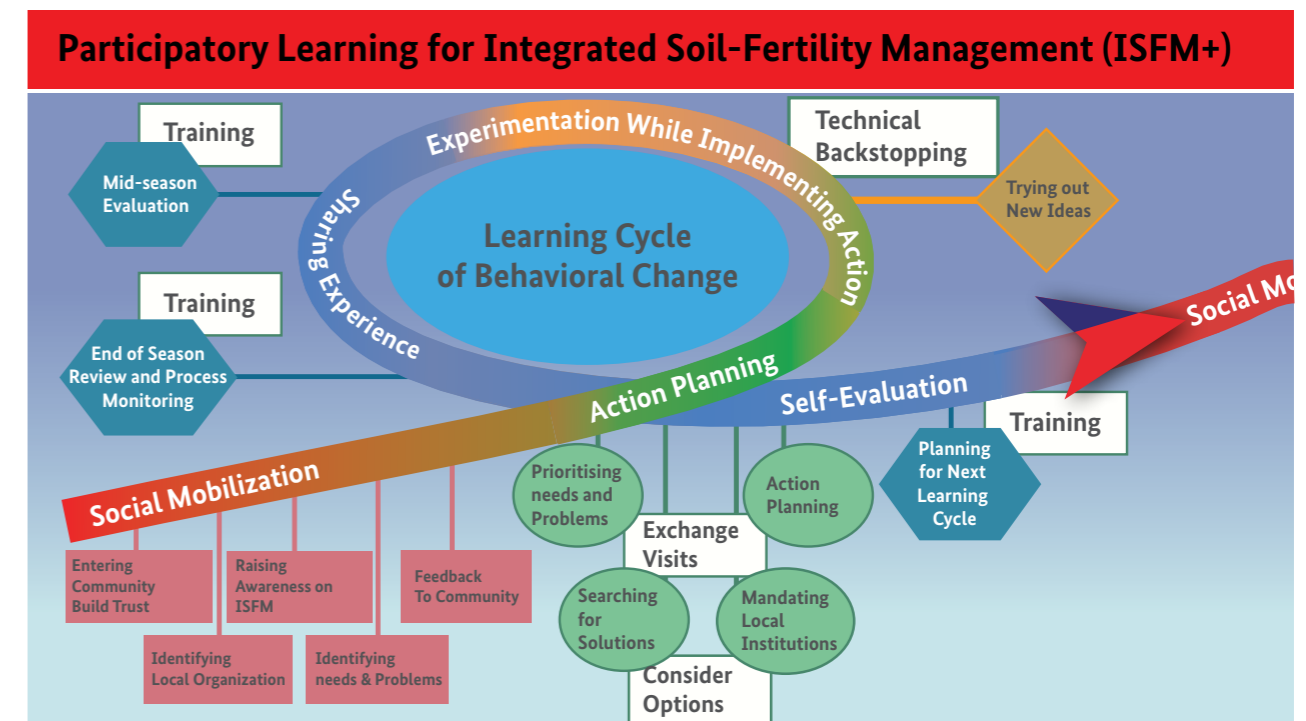 Participatory Learning for Integrated Soil-Fertility Management (ISFM+)
Training
Mid-season
Evaluation
Training
End of Season
Review and Process
Monitoring
Sharing Experience
Experimentation While Implementing Action
Learning Cycle
of Behavioral Change
Technical
Backstopping
Trying out
New Ideas
Social Mo
Action Planning
Self-Evaluation
Training
Planning
for Next
Learning
Cycle
Social Mobilization
Entering
Community
Build Trust
Identifying
Local Organization
Raising
Awareness on
ISFM
Identifying
needs & Problems
Feedback
To Community
Prioritising
needs and
Problems
Exchange
Visits
Action
Planning
Searching
for
Solutions
Mandating
Local
Institutions
Consider
Options